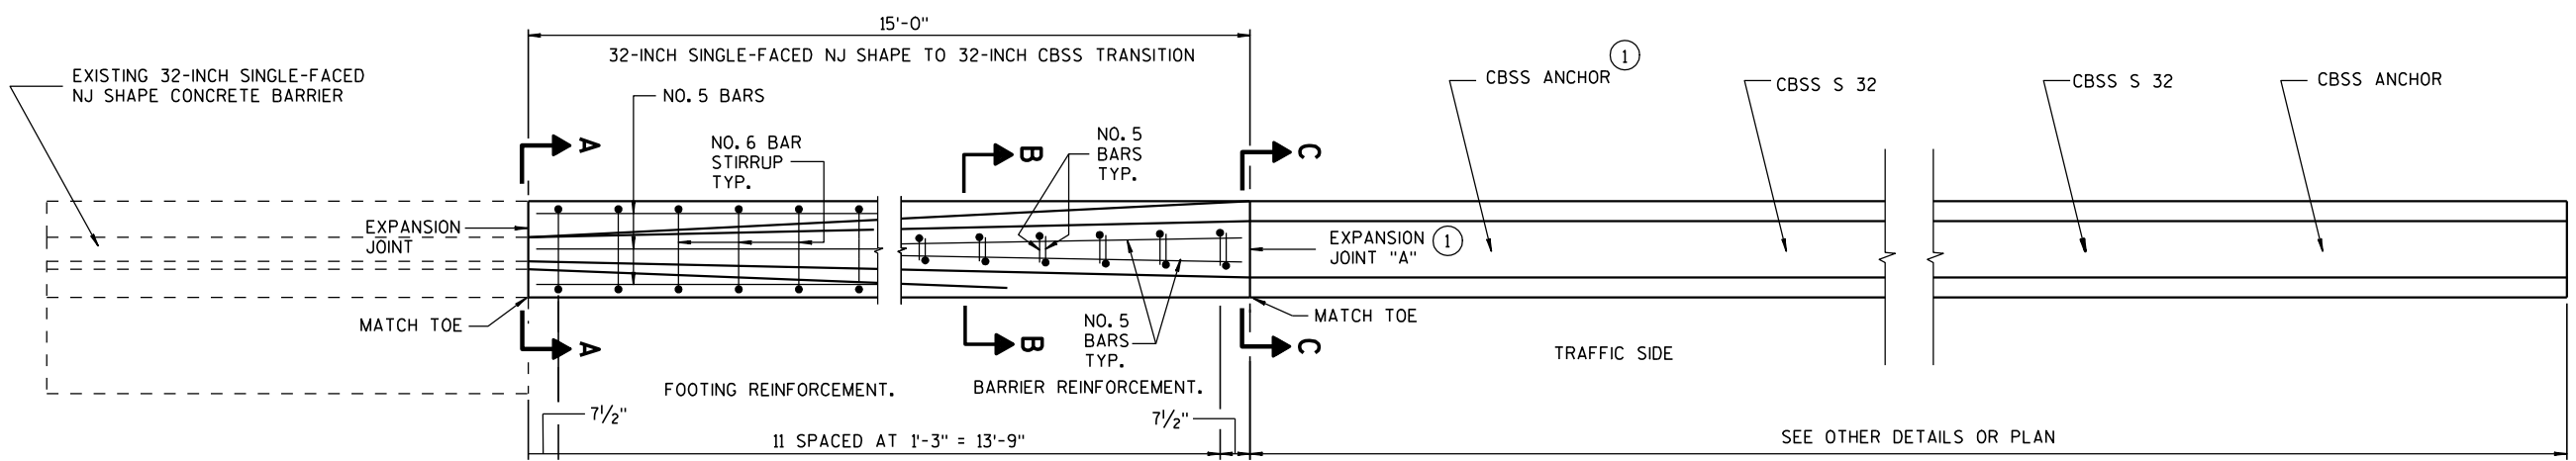 15'-0"
32-INCH SINGLE-FACED NJ SHAPE TO 32-INCH CBSS TRANSITION
EXISTING 32-INCH SINGLE-FACED
NJ SHAPE CONCRETE BARRIER
NO. 5 BARS
NO. 6 BAR
STIRRUP
TYP.
NO. 5
BARS
TYP.
CBSS ANCHOR 1
CBSS S 32
CBSS S 32
CBSS ANCHOR
A
B
C
EXPANSION
JOINT
EXPANSION 1
JOINT "A"
MATCH TOE
NO. 5
BARS
TYP.
MATCH TOE
A
B
C
TRAFFIC SIDE
FOOTING REINFORCEMENT.
BARRIER REINFORCEMENT.
7½"
7½"
11 SPACED AT 1'-3" = 13'-9"
SEE OTHER DETAILS OR PLAN